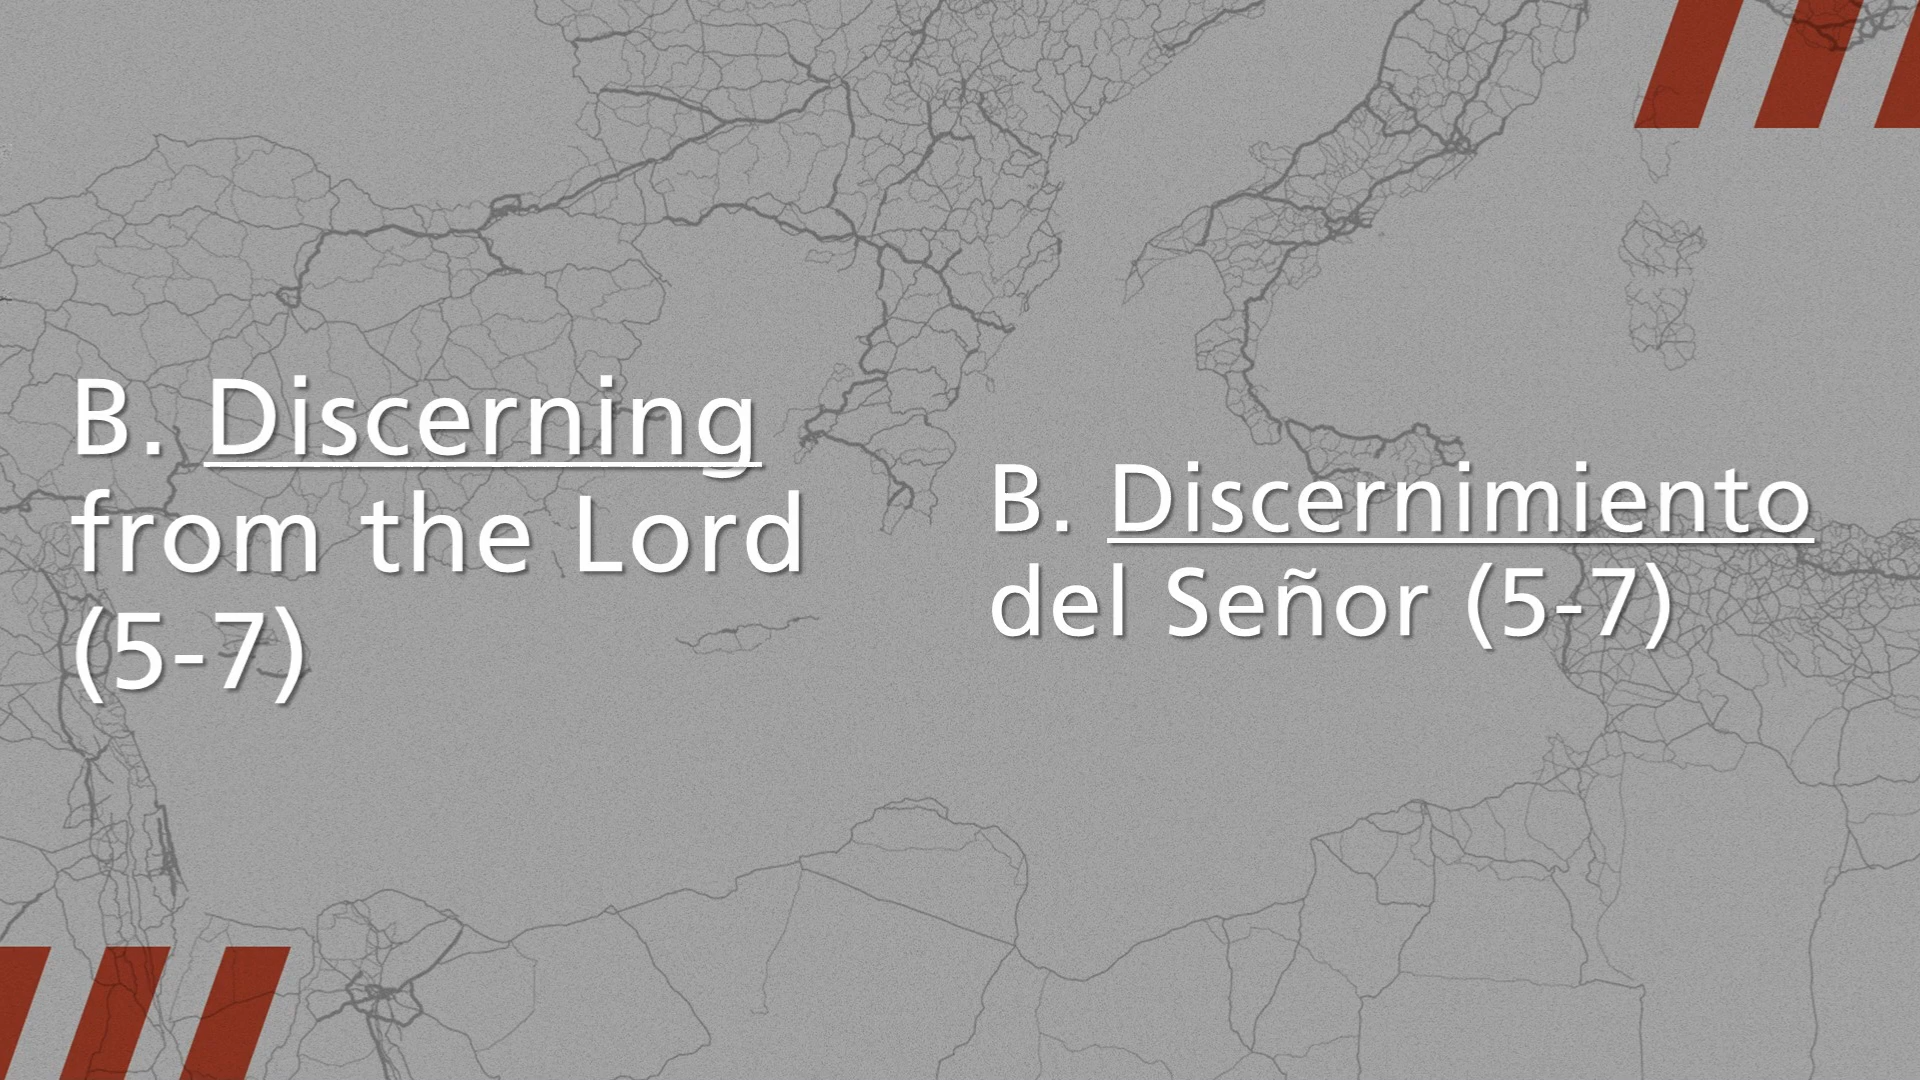 B. Discerning
from the Lord
(5-7)
B. Discernimiento
del Señor (5-7)